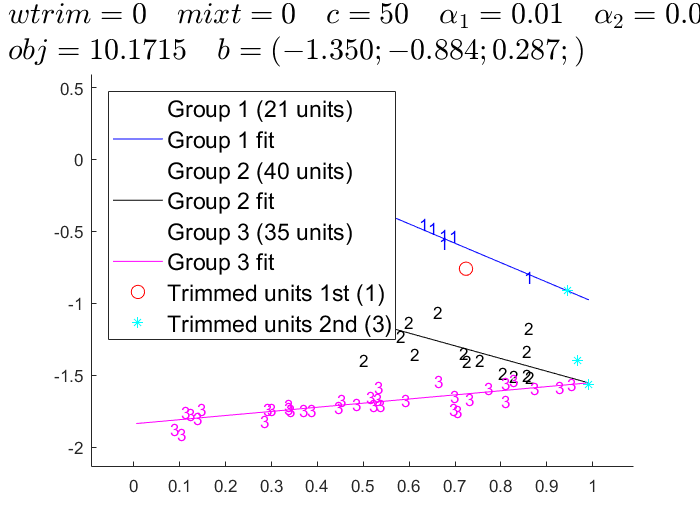 wtrim = 0 mixt = 0 c = 50 α₁ = 0.01 α₂ = 0.0
obj = 10.1715 b = (−1.350; −0.884; 0.287; )
0.5
0
-0.5
-1
-1.5
-2
Group 1 (21 units)
Group 1 fit
Group 2 (40 units)
Group 2 fit
Group 3 (35 units)
Group 3 fit
Trimmed units 1st (1)
Trimmed units 2nd (3)
0 0.1 0.2 0.3 0.4 0.5 0.6 0.7 0.8 0.9 1